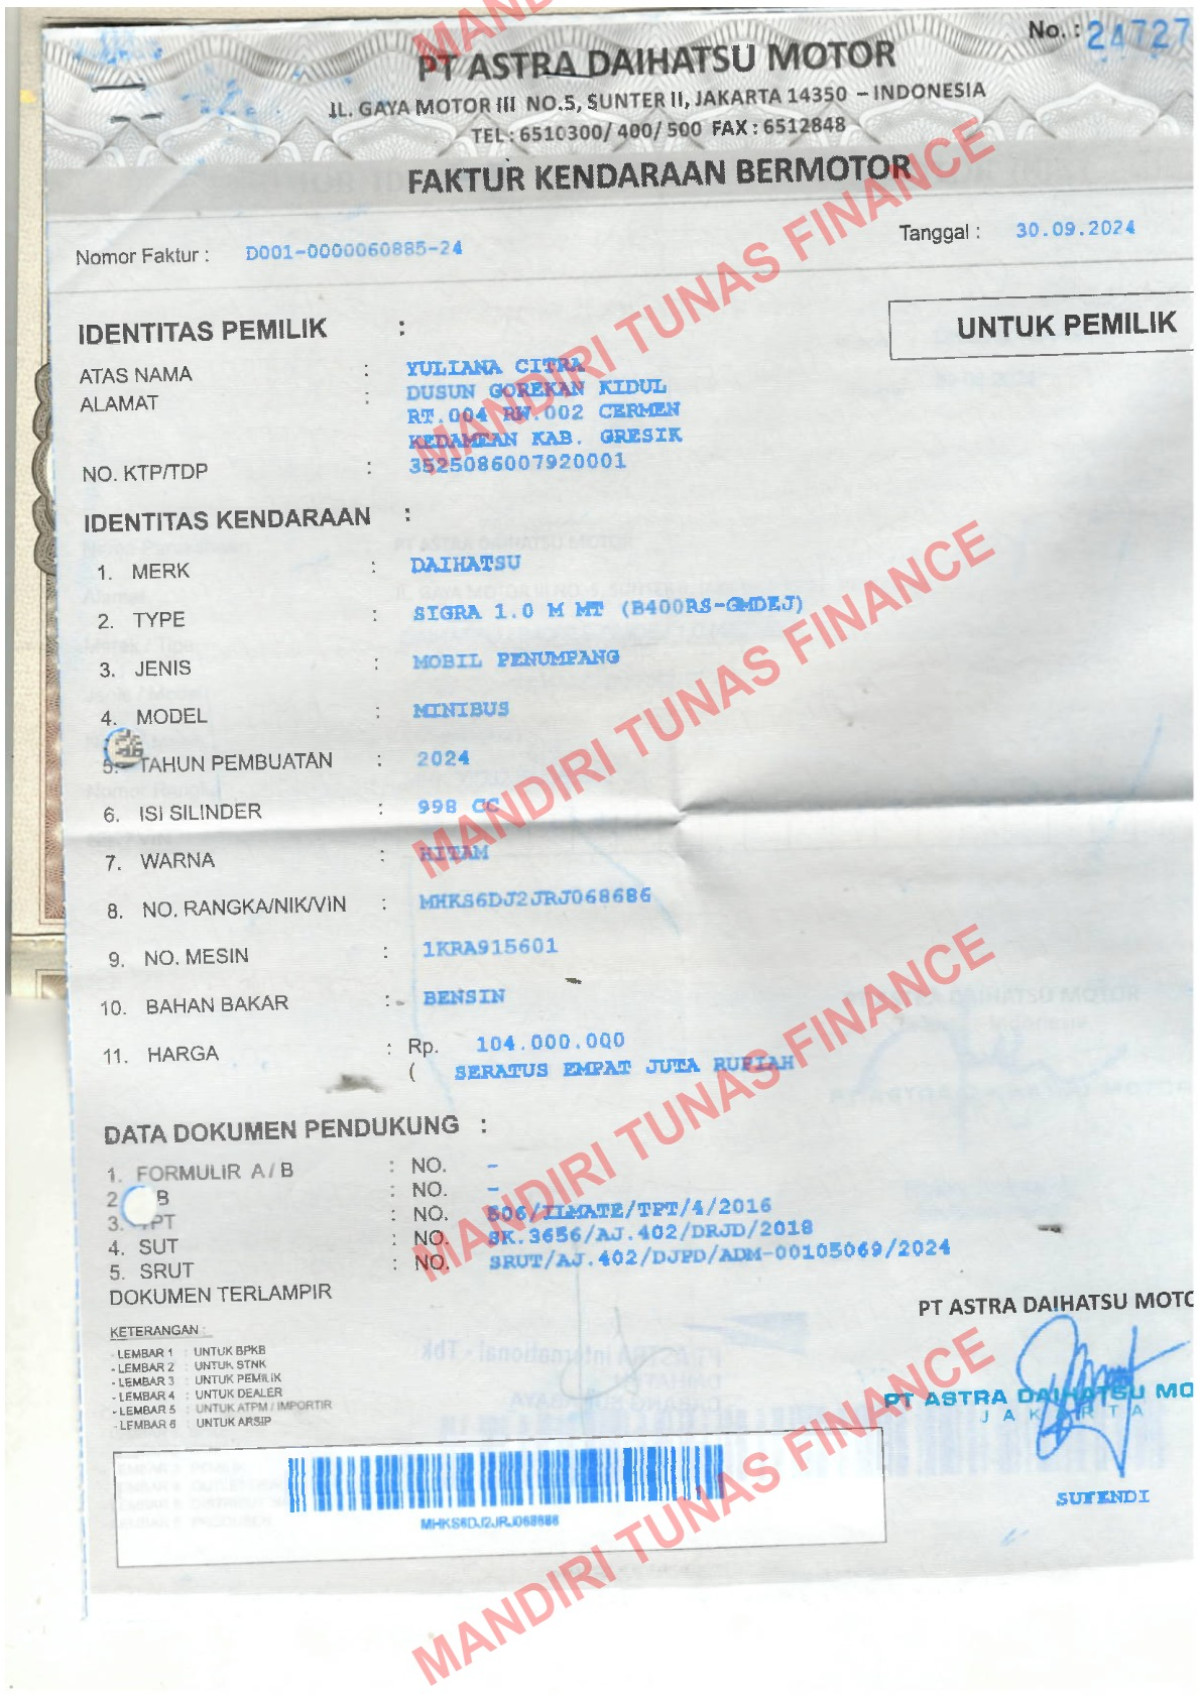 No. : 24727
PT ASTRA DAIHATSU MOTOR
JL. GAYA MOTOR III NO.5, SUNTER II, JAKARTA 14350 – INDONESIA
TEL : 6510300/ 400/ 500 FAX : 6512848
FAKTUR KENDARAAN BERMOTOR
Nomor Faktur : D001-0000060885-24
Tanggal : 30.09.2024
IDENTITAS PEMILIK :
UNTUK PEMILIK
ATAS NAMA : YULIANA CITRA
ALAMAT : DUSUN GOREKAN KIDUL
RT.004 RW.002 CERMEN
KEDAMEAN KAB. GRESIK
NO. KTP/TDP : 3525086007920001
IDENTITAS KENDARAAN :
1. MERK : DAIHATSU
2. TYPE : SIGRA 1.0 M MT (B400RS-GMDEJ)
3. JENIS : MOBIL PENUMPANG
4. MODEL : MINIBUS
5. TAHUN PEMBUATAN : 2024
6. ISI SILINDER : 998 CC
7. WARNA : HITAM
8. NO. RANGKA/NIK/VIN : MHKS6DJ2JRJ068686
9. NO. MESIN : 1KRA915601
10. BAHAN BAKAR : BENSIN
11. HARGA : Rp. 104.000.000
( SERATUS EMPAT JUTA RUPIAH
DATA DOKUMEN PENDUKUNG :
1. FORMULIR A / B : NO. –
2 B : NO. –
3. TPT : NO. 506/ILMATE/TPT/4/2016
4. SUT : NO. SK.3656/AJ.402/DRJD/2018
5. SRUT : NO. SRUT/AJ.402/DJPD/ADM-00105069/2024
DOKUMEN TERLAMPIR
PT ASTRA DAIHATSU MOTO
KETERANGAN :
- LEMBAR 1 : UNTUK BPKB
- LEMBAR 2 : UNTUK STNK
- LEMBAR 3 : UNTUK PEMILIK
- LEMBAR 4 : UNTUK DEALER
- LEMBAR 5 : UNTUK ATPM / IMPORTIR
- LEMBAR 6 : UNTUK ARSIP
PT ASTRA DAIHATSU MO
JAKARTA
SUFENDI
MHKS6DJ2JRJ068686
MANDIRI TUNAS FINANCE
MANDIRI TUNAS FINANCE
MANDIRI TUNAS FINANCE
MANDIRI TUNAS FINANCE